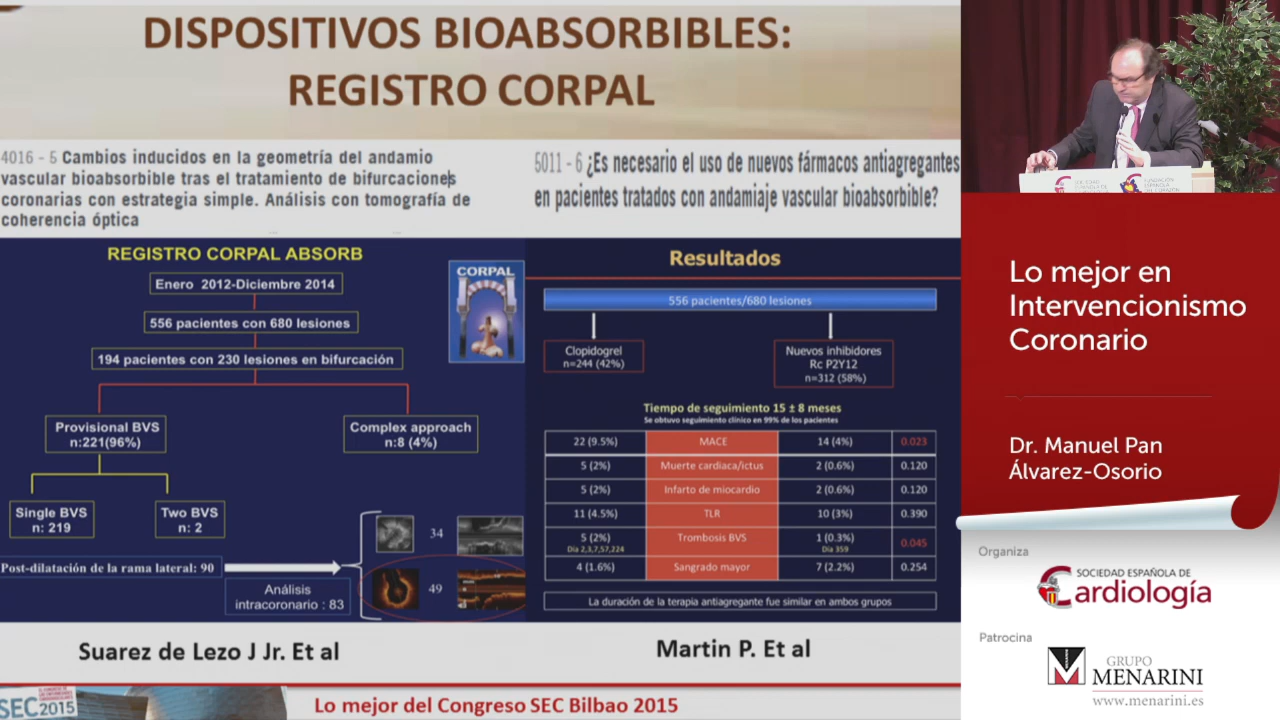 DISPOSITIVOS BIOABSORBIBLES:
REGISTRO CORPAL
4016 - 5 Cambios inducidos en la geometría del andamio
vascular bioabsorbible tras el tratamiento de bifurcaciones
coronarias con estrategia simple. Análisis con tomografía de
coherencia óptica
5011 - 6 ¿Es necesario el uso de nuevos fármacos antiagregantes
en pacientes tratados con andamiaje vascular bioabsorbible?
REGISTRO CORPAL ABSORB
Enero 2012-Diciembre 2014
556 pacientes con 680 lesiones
194 pacientes con 230 lesiones en bifurcación
CORPAL
Provisional BVS
n:221(96%)
Complex approach
n:8 (4%)
Single BVS
n: 219
Two BVS
n: 2
Post-dilatación de la rama lateral: 90
Análisis
intracoronario : 83
34
49
Resultados
556 pacientes/680 lesiones
Clopidogrel
n=244 (42%)
Nuevos inhibidores
Rc P2Y12
n=312 (58%)
Tiempo de seguimiento 15 ± 8 meses
Se obtuvo seguimiento clínico en 99% de los pacientes
22 (9.5%) MACE 14 (4%) 0.023
5 (2%) Muerte cardiaca/ictus 2 (0.6%) 0.120
5 (2%) Infarto de miocardio 2 (0.6%) 0.120
11 (4.5%) TLR 10 (3%) 0.390
5 (2%) Trombosis BVS 1 (0.3%) 0.045
Día 2,3,7,57,224 Día 359
4 (1.6%) Sangrado mayor 7 (2.2%) 0.254
La duración de la terapia antiagregante fue similar en ambos grupos
Suarez de Lezo J Jr. Et al
Martin P. Et al
SEC 2015
Lo mejor del Congreso SEC Bilbao 2015
Lo mejor en
Intervencionismo
Coronario
Dr. Manuel Pan
Álvarez-Osorio
Organiza
SOCIEDAD ESPAÑOLA DE
Cardiología
Patrocina
GRUPO
MENARINI
www.menarini.es